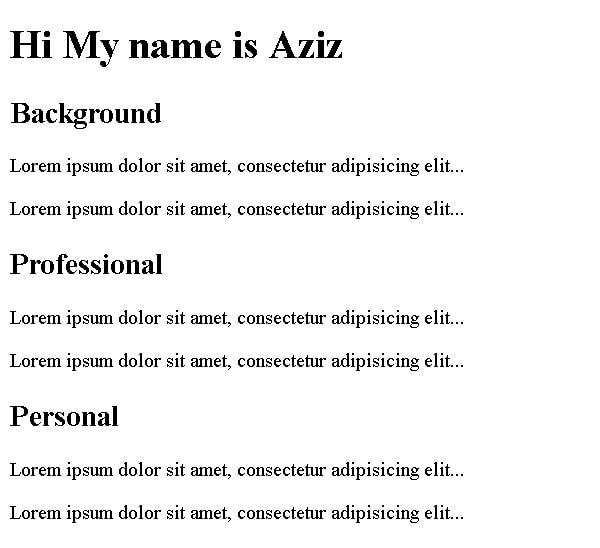 Hi My name is Aziz
Background
Lorem ipsum dolor sit amet, consectetur adipisicing elit...
Lorem ipsum dolor sit amet, consectetur adipisicing elit...
Professional
Lorem ipsum dolor sit amet, consectetur adipisicing elit...
Lorem ipsum dolor sit amet, consectetur adipisicing elit...
Personal
Lorem ipsum dolor sit amet, consectetur adipisicing elit...
Lorem ipsum dolor sit amet, consectetur adipisicing elit...